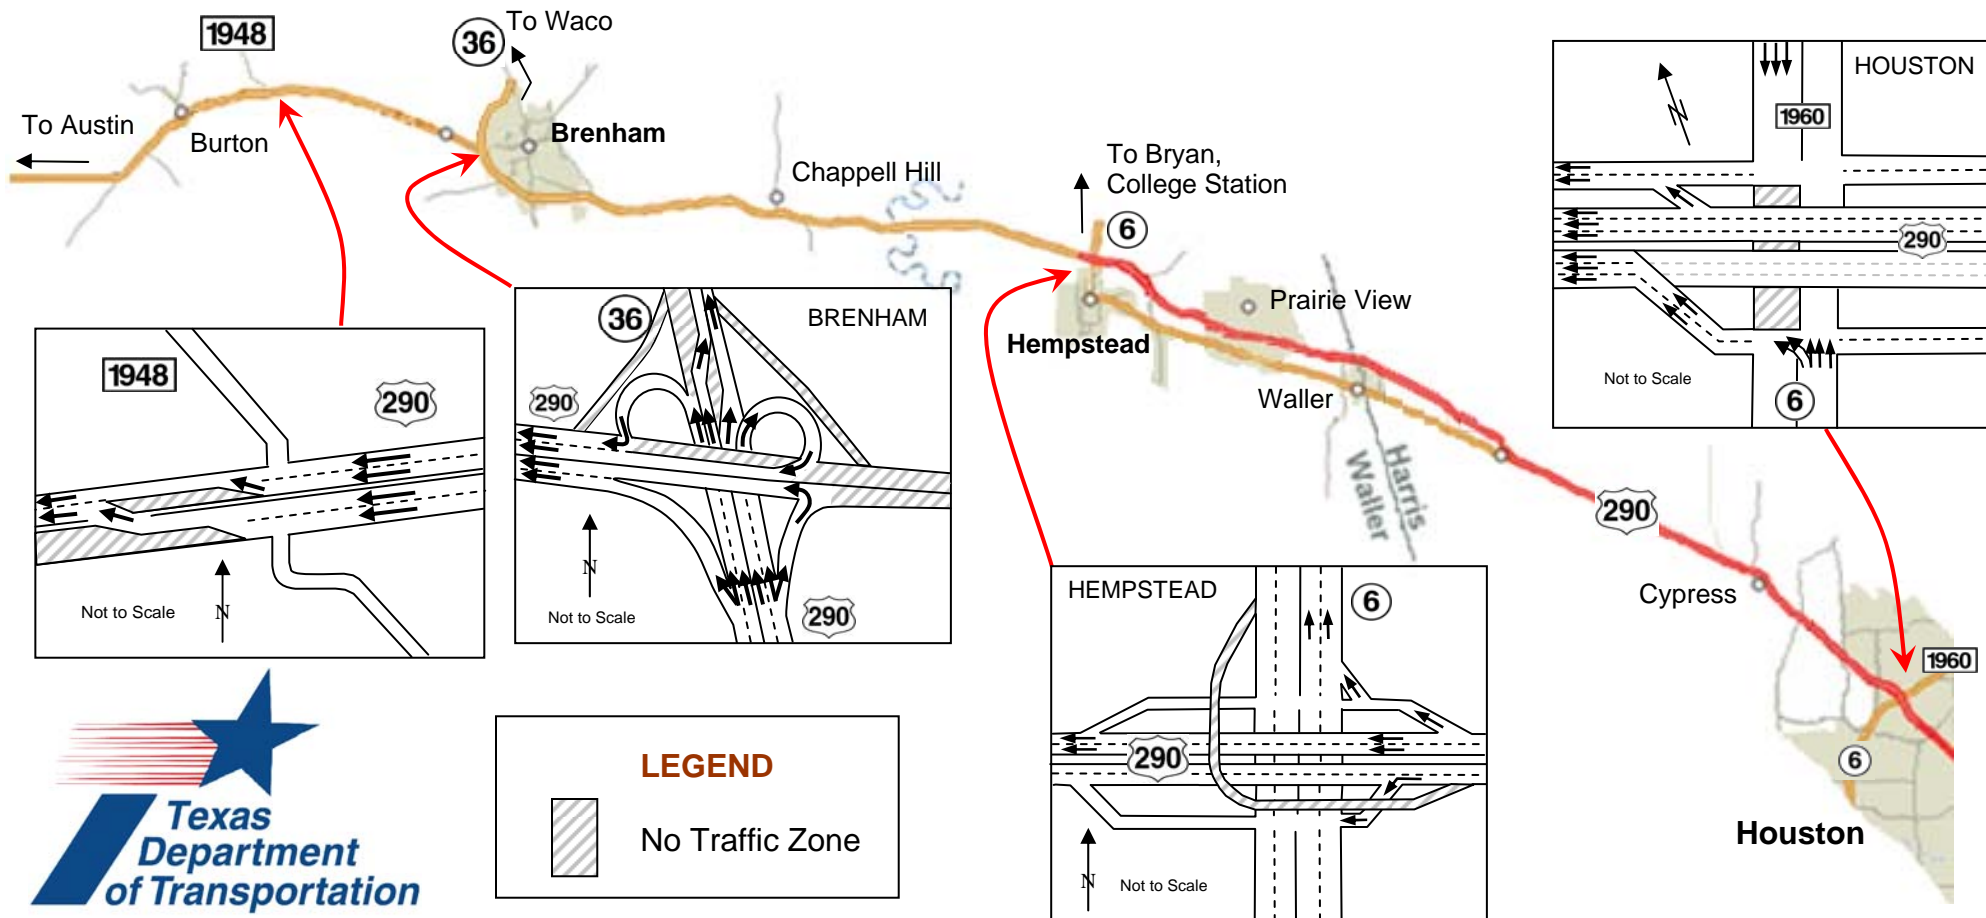 1948
36
To Waco
To Austin
Burton
Brenham
Chappell Hill
To Bryan,
College Station
6
Prairie View
Hempstead
Waller
Harris
Waller
290
Cypress
1960
6
Houston
HOUSTON
1960
290
Not to Scale
6
1948
290
Not to Scale
N
36
BRENHAM
290
N
Not to Scale
290
HEMPSTEAD
6
290
N
Not to Scale
LEGEND
No Traffic Zone
Texas
Department
of Transportation